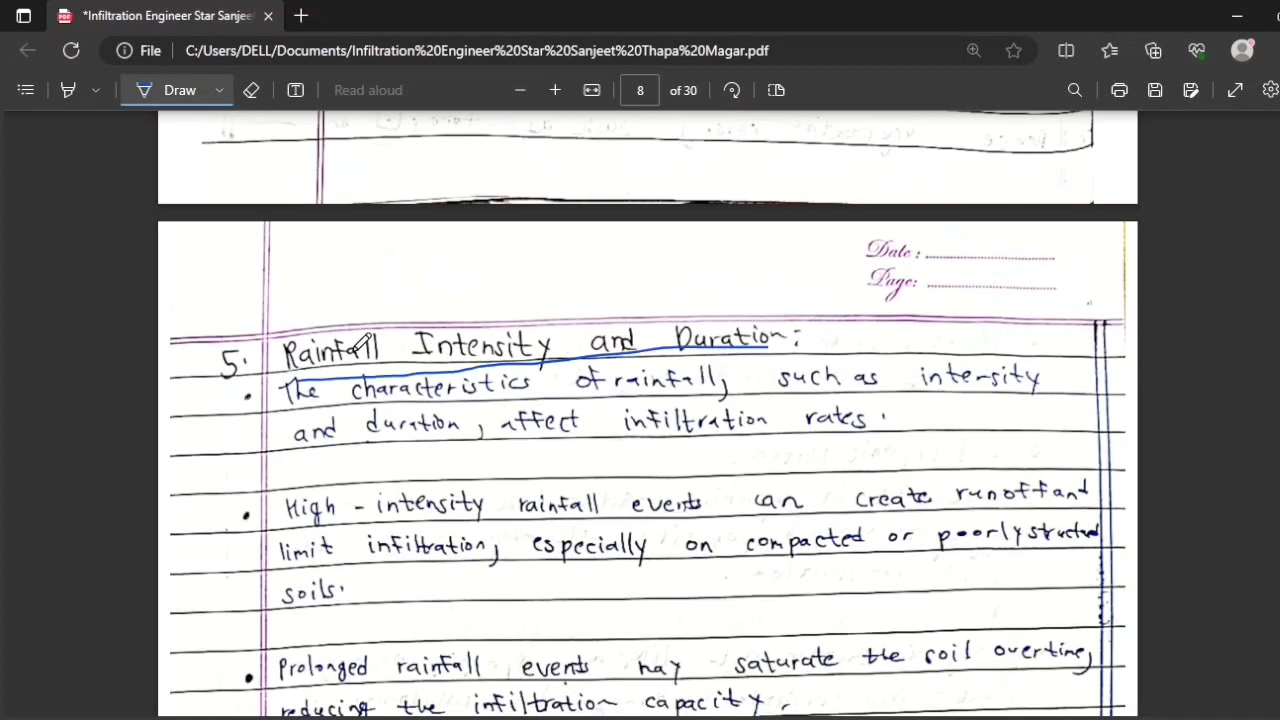 *Infiltration Engineer Star Sanjeet
File C:/Users/DELL/Documents/Infiltration%20Engineer%20Star%20Sanjeet%20Thapa%20Magar.pdf
Draw Read aloud 8 of 30
Date :
Page:
5. Rainfall Intensity and Duration:
• The characteristics of rainfall, such as intensity
and duration, affect infiltration rates.
• High-intensity rainfall events can create runoff and
limit infiltration, especially on compacted or poorly structured
soils.
• Prolonged rainfall events may saturate the soil overtime,
reducing the infiltration capacity.